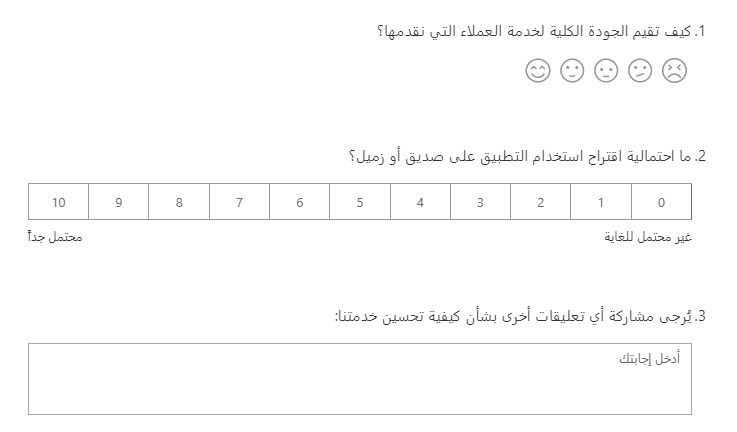 1. كيف تقيم الجودة الكلية لخدمة العملاء التي نقدمها؟
2. ما احتمالية اقتراح استخدام التطبيق على صديق أو زميل؟
0 1 2 3 4 5 6 7 8 9 10
غير محتمل للغاية محتمل جداً
3. يُرجى مشاركة أي تعليقات أخرى بشأن كيفية تحسين خدمتنا:
أدخل إجابتك